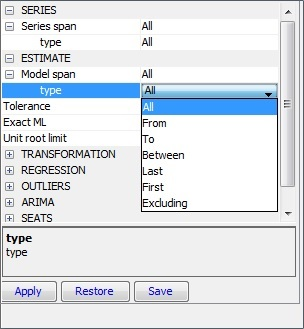 SERIES
Series span All
type All
ESTIMATE
Model span All
type All
Tolerance All
Exact ML From
Unit root limit To
TRANSFORMATION Between
REGRESSION Last
OUTLIERS First
ARIMA Excluding
SEATS
type
type
Apply Restore Save